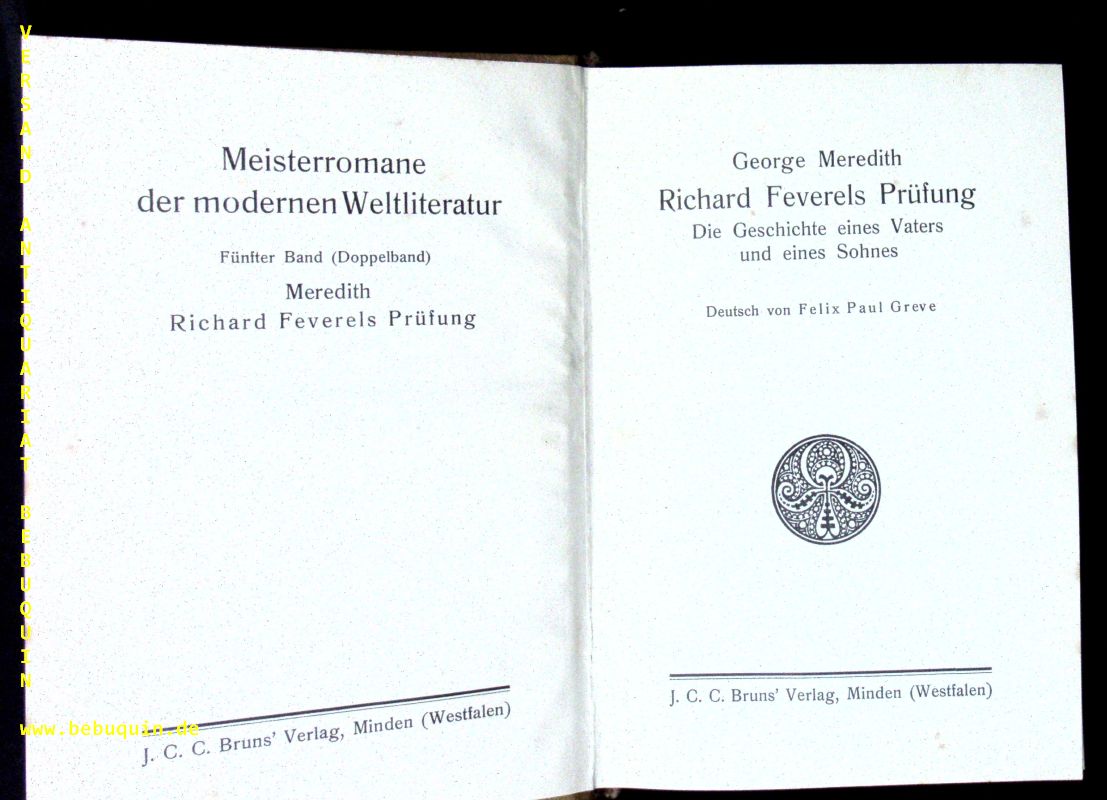 VERSAND ANTIQUARIAT BEBUQUIN
www.bebuquin.de
Meisterromane
der modernen Weltliteratur
Fünfter Band (Doppelband)
Meredith
Richard Feverels Prüfung
J. C. C. Bruns' Verlag, Minden (Westfalen)
George Meredith
Richard Feverels Prüfung
Die Geschichte eines Vaters
und eines Sohnes
Deutsch von Felix Paul Greve
J. C. C. Bruns' Verlag, Minden (Westfalen)